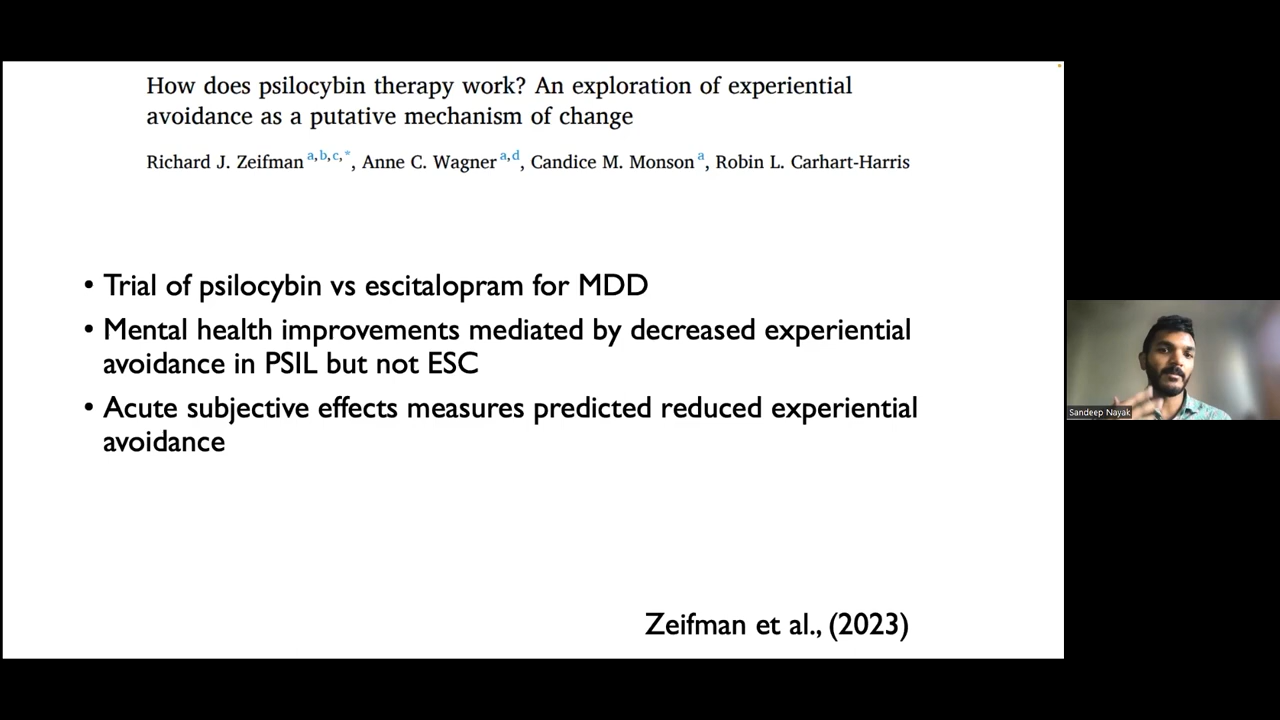 How does psilocybin therapy work? An exploration of experiential
avoidance as a putative mechanism of change
Richard J. Zeifman a,b,c,*, Anne C. Wagner a,d, Candice M. Monson a, Robin L. Carhart-Harris
• Trial of psilocybin vs escitalopram for MDD
• Mental health improvements mediated by decreased experiential
avoidance in PSIL but not ESC
• Acute subjective effects measures predicted reduced experiential
avoidance
Sandeep Nayak
Zeifman et al., (2023)